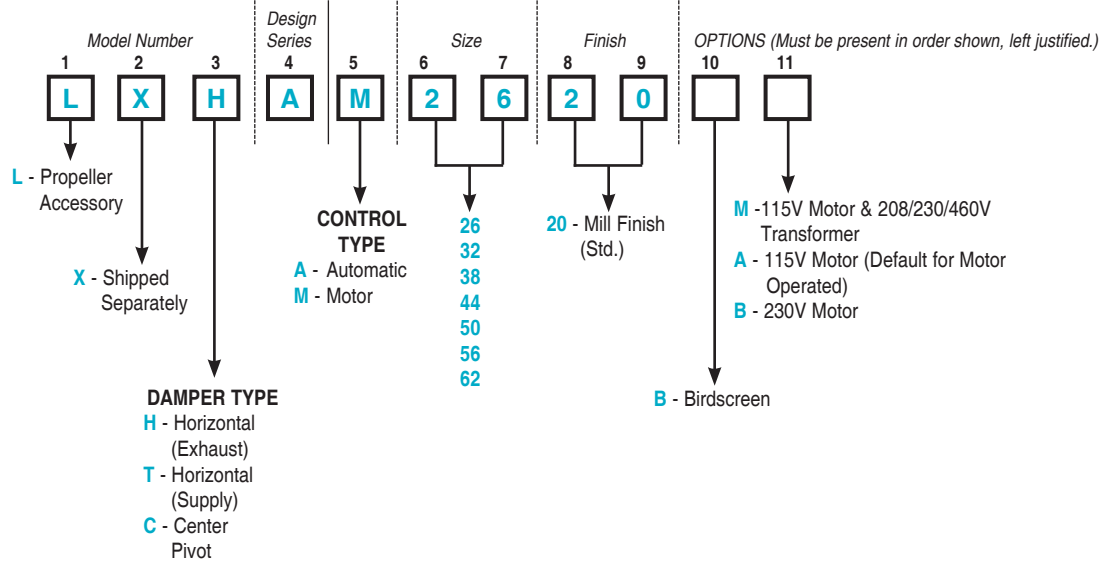 Model Number
Design
Series
Size
Finish
OPTIONS (Must be present in order shown, left justified.)
1 2 3 4 5 6 7 8 9 10 11
L X H A M 2 6 2 0
L - Propeller
Accessory
X - Shipped
Separately
DAMPER TYPE
H - Horizontal
(Exhaust)
T - Horizontal
(Supply)
C - Center
Pivot
CONTROL
TYPE
A - Automatic
M - Motor
26
32
38
44
50
56
62
20 - Mill Finish
(Std.)
B - Birdscreen
M -115V Motor & 208/230/460V
Transformer
A - 115V Motor (Default for Motor
Operated)
B - 230V Motor